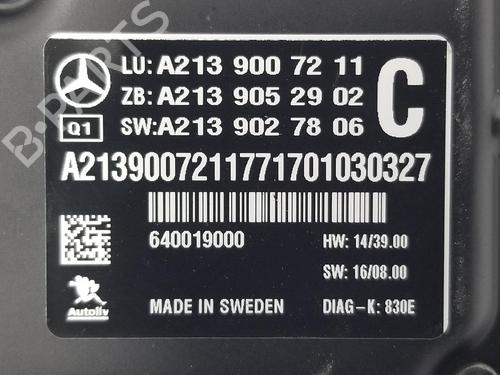 LU: A213 900 72 11
ZB: A213 905 29 02
C
Q1
SW: A213 902 78 06
A2139007211771701030327
640019000
HW: 14/39.00
SW: 16/08.00
Autoliv
MADE IN SWEDEN
DIAG-K: 830E
B-PARTS